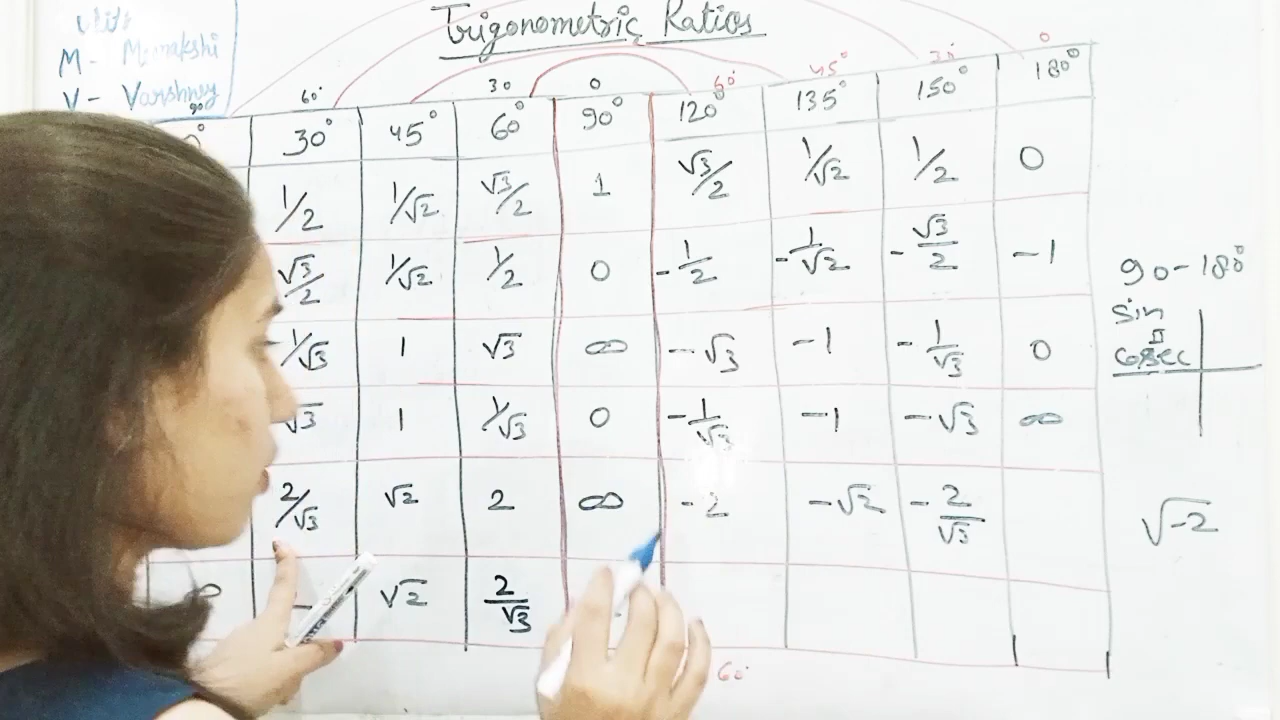 Trigonometric Ratios
M - Meenakshi
V - Varshney
90° 60° 30 0 60° 45° 30° 0
30° 45° 60° 90° 120° 135° 150° 180°
1/2 1/√2 √3/2 1 √3/2 1/√2 1/2 0
√3/2 1/√2 1/2 0 -1/2 -1/√2 -√3/2 -1
1/√3 1 √3 ∞ -√3 -1 -1/√3 0
√3 1 1/√3 0 -1/√3 -1 -√3 ∞
2/√3 √2 2 ∞ -2 -√2 -2/√3
√2 2/√3
60°
90-180°
sin
II
cosec
√-2